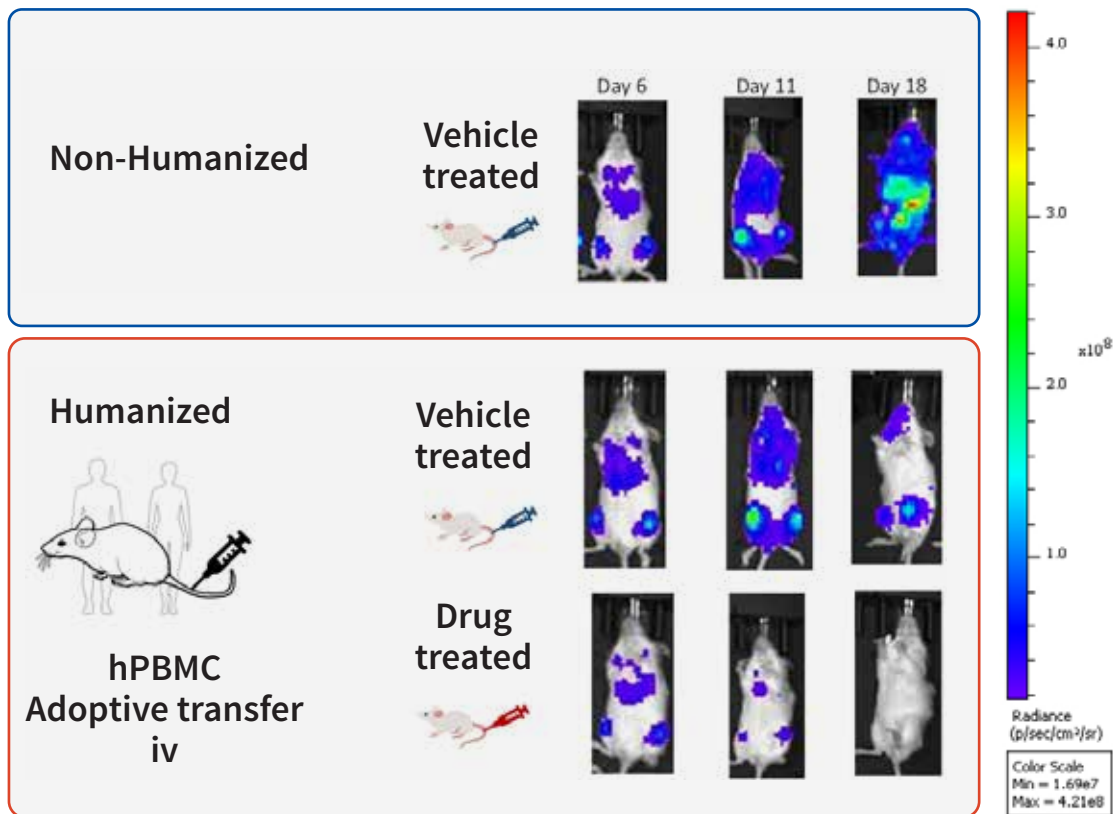 Non-Humanized
Vehicle
treated
Day 6
Day 11
Day 18
Humanized
hPBMC
Adoptive transfer
iv
Vehicle
treated
Drug
treated
4.0
3.0
x10⁸
2.0
1.0
Radiance
(p/sec/cm²/sr)
Color Scale
Min = 1.69e7
Max = 4.21e8